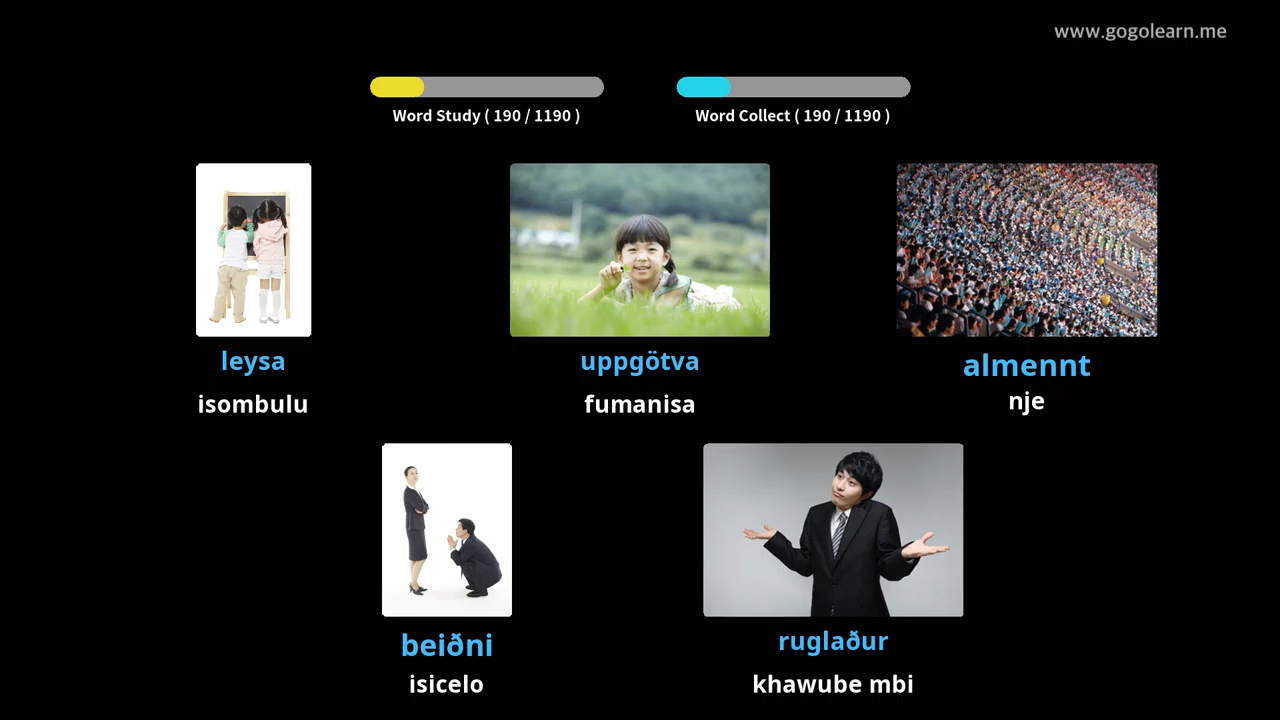 www.gogolearn.me
Word Study ( 190 / 1190 )
Word Collect ( 190 / 1190 )
leysa
isombulu
uppgötva
fumanisa
almennt
nje
beiðni
isicelo
ruglaður
khawube mbi